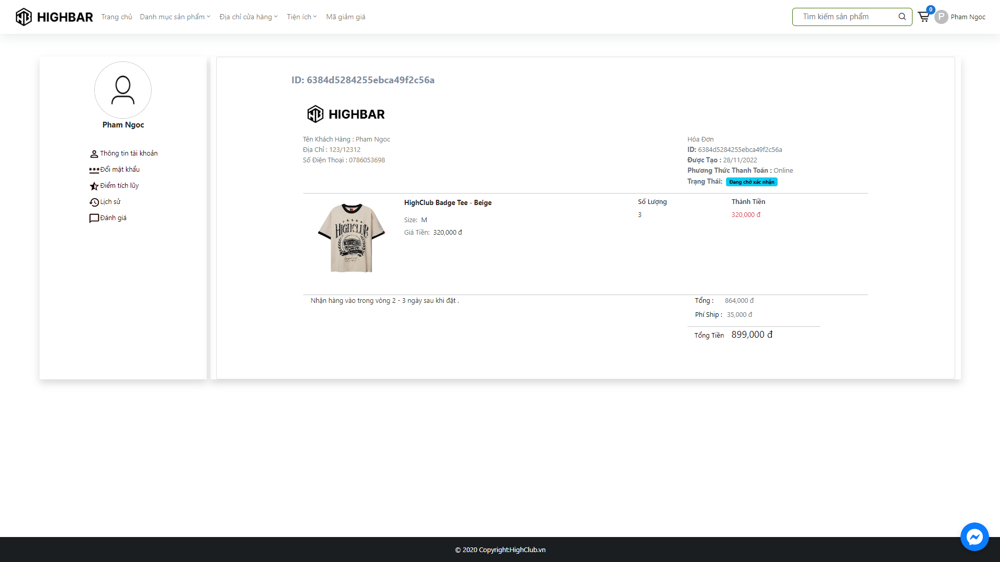 HIGHBAR Trang chủ Danh mục sản phẩm Địa chỉ cửa hàng Tiện ích Mã giảm giá Tìm kiếm sản phẩm 0 P Pham Ngoc
Pham Ngoc
Thông tin tài khoản
Đổi mật khẩu
Điểm tích lũy
Lịch sử
Đánh giá
ID: 6384d5284255ebca49f2c56a
HIGHBAR
Tên Khách Hàng : Pham Ngoc
Địa Chỉ : 123/12312
Số Điện Thoại : 0786053698
Hóa Đơn
ID: 6384d5284255ebca49f2c56a
Được Tạo : 28/11/2022
Phương Thức Thanh Toán : Online
Trạng Thái: Đang chờ xác nhận
HIGHCLUB
HighClub Badge Tee - Beige
Size: M
Giá Tiền: 320,000 đ
Số Lượng
3
Thành Tiền
320,000 đ
Nhận hàng vào trong vòng 2 - 3 ngày sau khi đặt .
Tổng : 864,000 đ
Phí Ship : 35,000 đ
Tổng Tiền 899,000 đ
© 2020 Copyright:HighClub.vn